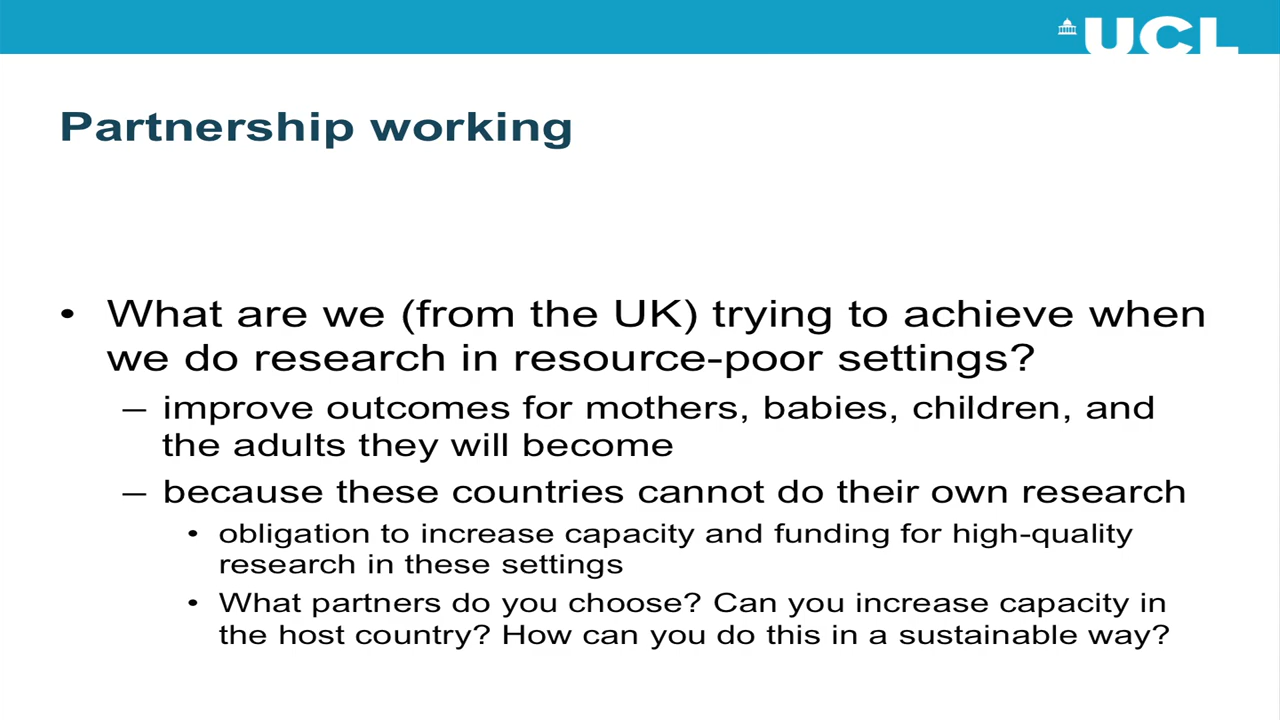 UCL
Partnership working
• What are we (from the UK) trying to achieve when
we do research in resource-poor settings?
– improve outcomes for mothers, babies, children, and
the adults they will become
– because these countries cannot do their own research
• obligation to increase capacity and funding for high-quality
research in these settings
• What partners do you choose? Can you increase capacity in
the host country? How can you do this in a sustainable way?